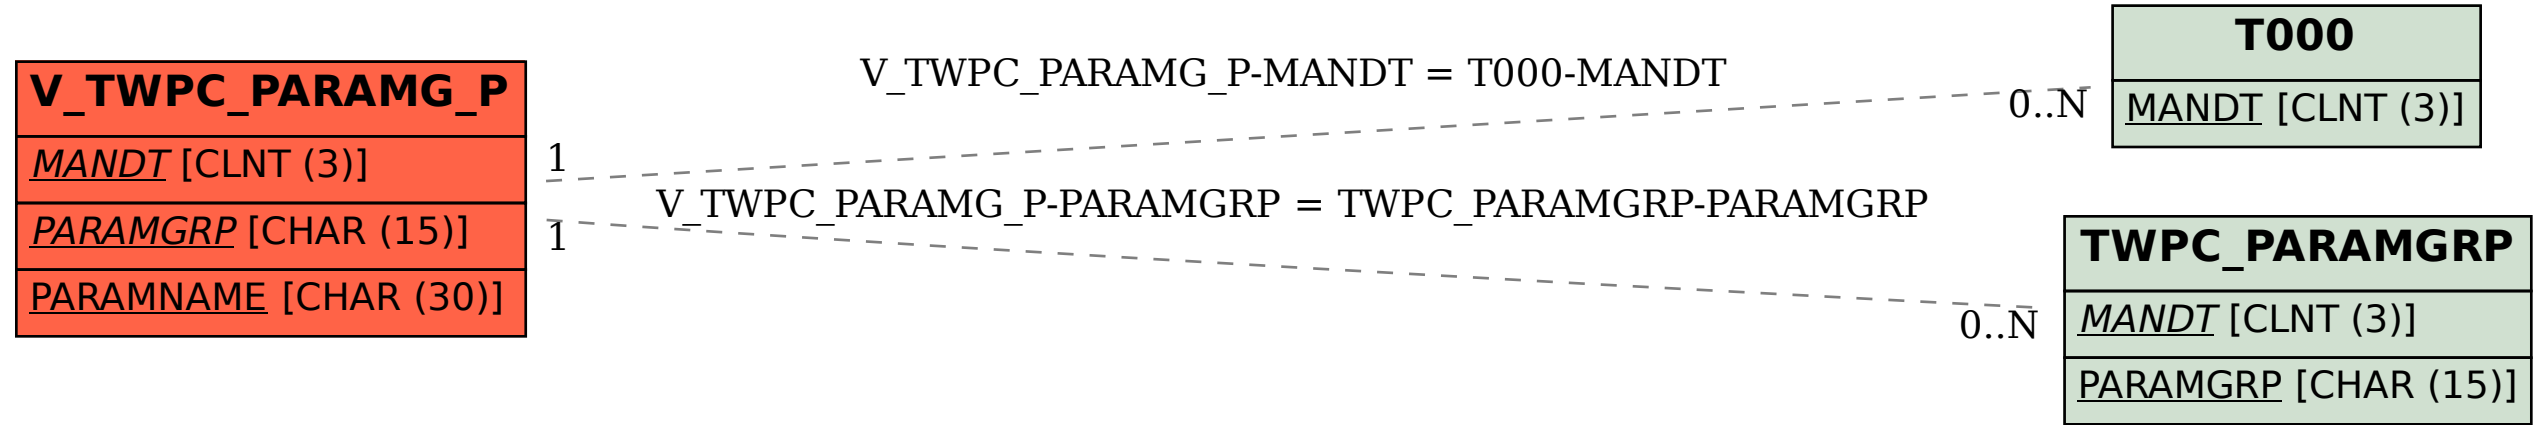 V_TWPC_PARAMG_P
MANDT [CLNT (3)]
PARAMGRP [CHAR (15)]
PARAMNAME [CHAR (30)]
V_TWPC_PARAMG_P-MANDT = T000-MANDT
1
0..N
V_TWPC_PARAMG_P-PARAMGRP = TWPC_PARAMGRP-PARAMGRP
1
0..N
T000
MANDT [CLNT (3)]
TWPC_PARAMGRP
MANDT [CLNT (3)]
PARAMGRP [CHAR (15)]